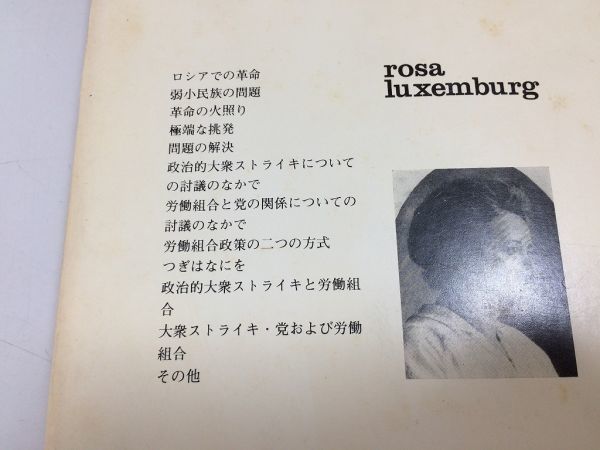 rosa
luxemburg
ロシアでの革命
弱小民族の問題
革命の火照り
極端な挑発
問題の解決
政治的大衆ストライキについて
の討議のなかで
労働組合と党の関係についての
討議のなかで
労働組合政策の二つの方式
つぎはなにを
政治的大衆ストライキと労働組
合
大衆ストライキ・党および労働
組合
その他